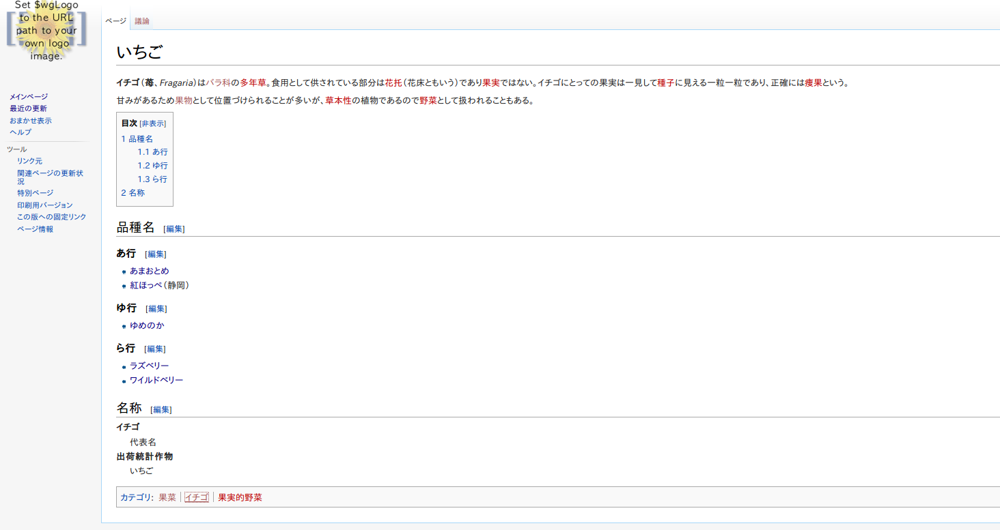 Set $wgLogo
to the URL
path to your
own logo
image.
メインページ
最近の更新
おまかせ表示
ヘルプ
ツール
リンク元
関連ページの更新状
況
特別ページ
印刷用バージョン
この版への固定リンク
ページ情報
ページ 議論
いちご
イチゴ（苺、Fragaria）はバラ科の多年草。食用として供されている部分は花托（花床ともいう）であり果実ではない。イチゴにとっての果実は一見して種子に見える一粒一粒であり、正確には痩果という。
甘みがあるため果物として位置づけられることが多いが、草本性の植物であるので野菜として扱われることもある。
目次 [非表示]
1 品種名
1.1 あ行
1.2 ゆ行
1.3 ら行
2 名称
品種名 [編集]
あ行 [編集]
あまおとめ
紅ほっぺ（静岡）
ゆ行 [編集]
ゆめのか
ら行 [編集]
ラズベリー
ワイルドベリー
名称 [編集]
イチゴ
代表名
出荷統計作物
いちご
カテゴリ: 果菜 | イチゴ | 果実的野菜